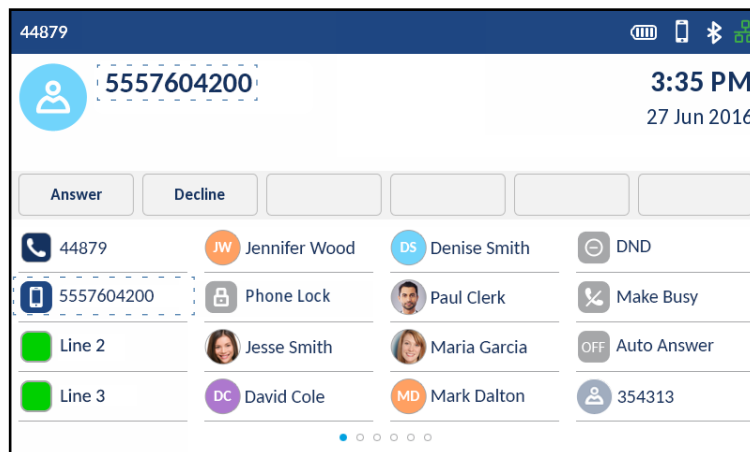 44879
5557604200
3:35 PM
27 Jun 2016
Answer Decline
44879 JW Jennifer Wood DS Denise Smith DND
5557604200 Phone Lock Paul Clerk Make Busy
Line 2 Jesse Smith Maria Garcia OFF Auto Answer
Line 3 DC David Cole MD Mark Dalton 354313